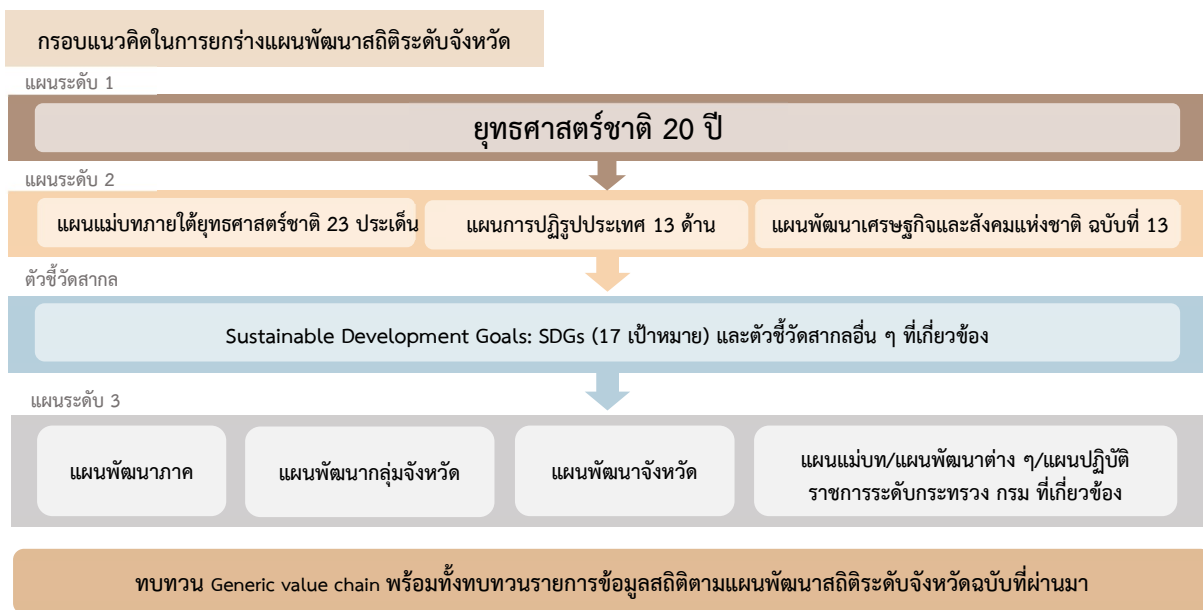 กรอบแนวคิดในการยกร่างแผนพัฒนาสถิติระดับจังหวัด
แผนระดับ 1
ยุทธศาสตร์ชาติ 20 ปี
แผนระดับ 2
แผนแม่บทภายใต้ยุทธศาสตร์ชาติ 23 ประเด็น
แผนการปฏิรูปประเทศ 13 ด้าน
แผนพัฒนาเศรษฐกิจและสังคมแห่งชาติ ฉบับที่ 13
ตัวชี้วัดสากล
Sustainable Development Goals: SDGs (17 เป้าหมาย) และตัวชี้วัดสากลอื่น ๆ ที่เกี่ยวข้อง
แผนระดับ 3
แผนพัฒนาภาค
แผนพัฒนากลุ่มจังหวัด
แผนพัฒนาจังหวัด
แผนแม่บท/แผนพัฒนาต่าง ๆ/แผนปฏิบัติ
ราชการระดับกระทรวง กรม ที่เกี่ยวข้อง
ทบทวน Generic value chain พร้อมทั้งทบทวนรายการข้อมูลสถิติตามแผนพัฒนาสถิติระดับจังหวัดฉบับที่ผ่านมา